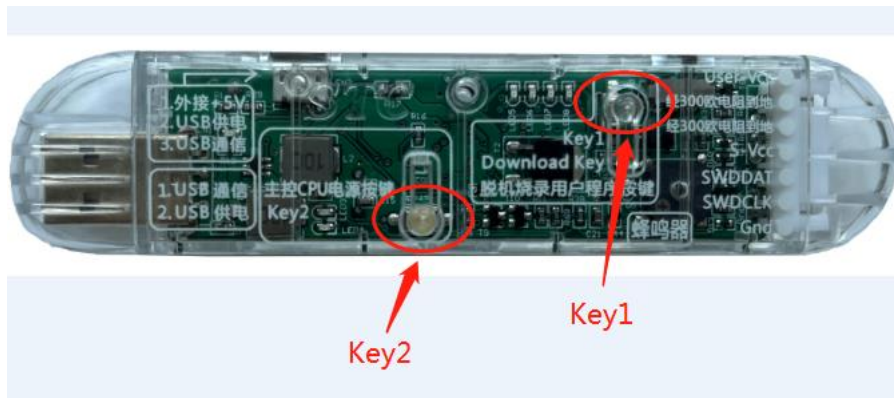 1.外接+5V
2.USB供电
3.USB通信
1.USB通信
2.USB供电
主控CPU电源按键
Key2
Key1
Download Key
脱机烧录用户程序按键
蜂鸣器
User-Vcc
经300欧电阻到地
经300欧电阻到地
S-Vcc
SWDDAT
SWDCLK
Gnd
Key1
Key2